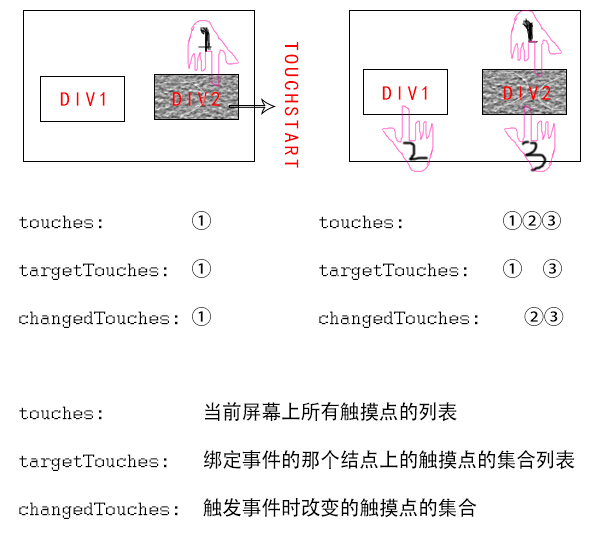 1
DIV1
DIV2
TOUCHSTART
1
DIV1
DIV2
2
3
touches: ①
targetTouches: ①
changedTouches: ①
touches: ①②③
targetTouches: ① ③
changedTouches: ②③
touches: 当前屏幕上所有触摸点的列表
targetTouches: 绑定事件的那个结点上的触摸点的集合列表
changedTouches: 触发事件时改变的触摸点的集合